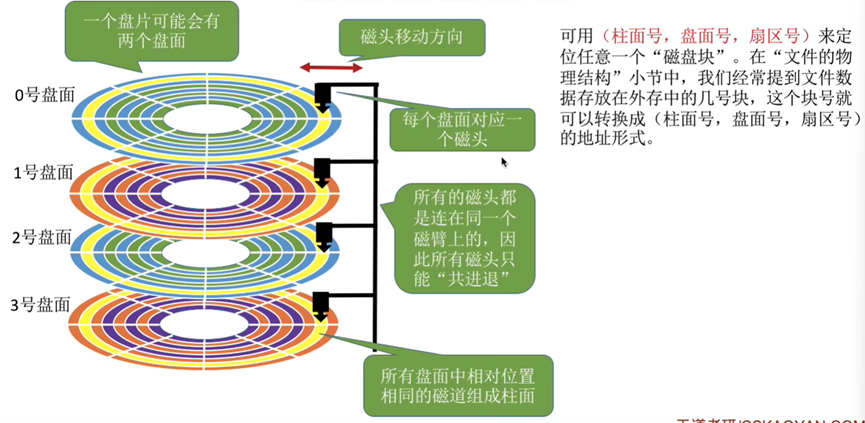 一个盘片可能会有
两个盘面
磁头移动方向
0号盘面
每个盘面对应一
个磁头
1号盘面
所有的磁头都
是连在同一个
磁臂上的，因
此所有磁头只
能“共进退”
2号盘面
3号盘面
所有盘面中相对位置
相同的磁道组成柱面
可用（柱面号，盘面号，扇区号）来定
位任意一个“磁盘块”。在“文件的物
理结构”小节中，我们经常提到文件数
据存放在外存中的几号块，这个块号就
可以转换成（柱面号，盘面号，扇区号）
的地址形式。